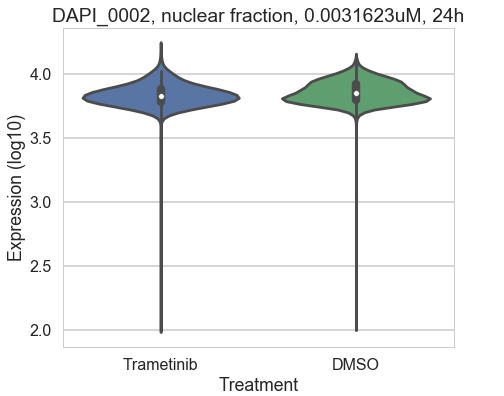 DAPI_0002, nuclear fraction, 0.0031623uM, 24h
Expression (log10)
4.0
3.5
3.0
2.5
2.0
Trametinib DMSO
Treatment